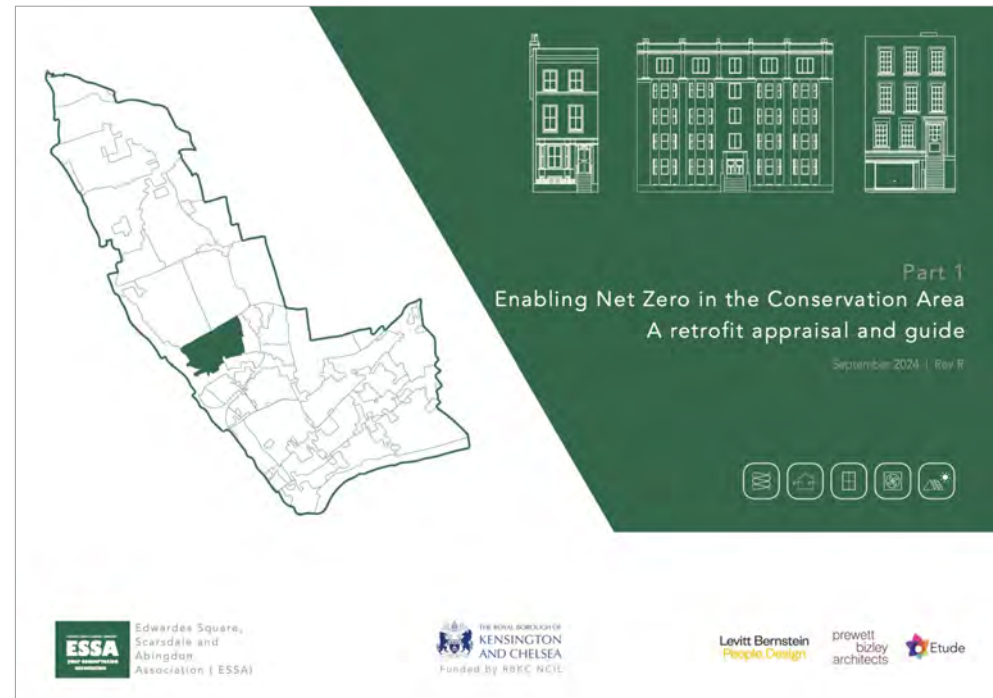 Part 1
Enabling Net Zero in the Conservation Area
A retrofit appraisal and guide
September 2024 | Rev R
ESSA
Edwardes Square,
Scarsdale and
Abingdon
Association ( ESSA)
THE ROYAL BOROUGH OF
KENSINGTON
AND CHELSEA
Funded by RBKC NCIL
Levitt Bernstein
People.Design
prewett
bizley
architects
Etude